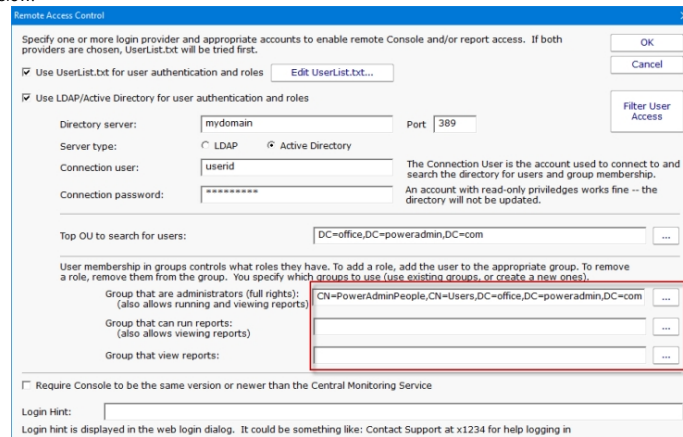 Remote Access Control
Specify one or more login provider and appropriate accounts to enable remote Console and/or report access. If both
providers are chosen, UserList.txt will be tried first.
OK
Cancel
Use UserList.txt for user authentication and roles
Edit UserList.txt...
Use LDAP/Active Directory for user authentication and roles
Filter User
Access
Directory server:
mydomain
Port
389
Server type:
LDAP
Active Directory
Connection user:
userid
The Connection User is the account used to connect to and
search the directory for users and group membership.
Connection password:
*********
An account with read-only priviledges works fine -- the
directory will not be updated.
Top OU to search for users:
DC=office,DC=poweradmin,DC=com
...
User membership in groups controls what roles they have. To add a role, add the user to the appropriate group. To remove
a role, remove them from the group. You specify which groups to use (use existing groups, or create a new ones).
Group that are administrators (full rights):
(also allows running and viewing reports)
CN=PowerAdminPeople,CN=Users,DC=office,DC=poweradmin,DC=com
...
Group that can run reports:
(also allows viewing reports)
...
Group that view reports:
...
Require Console to be the same version or newer than the Central Monitoring Service
Login Hint:
Login hint is displayed in the web login dialog. It could be something like: Contact Support at x1234 for help logging in